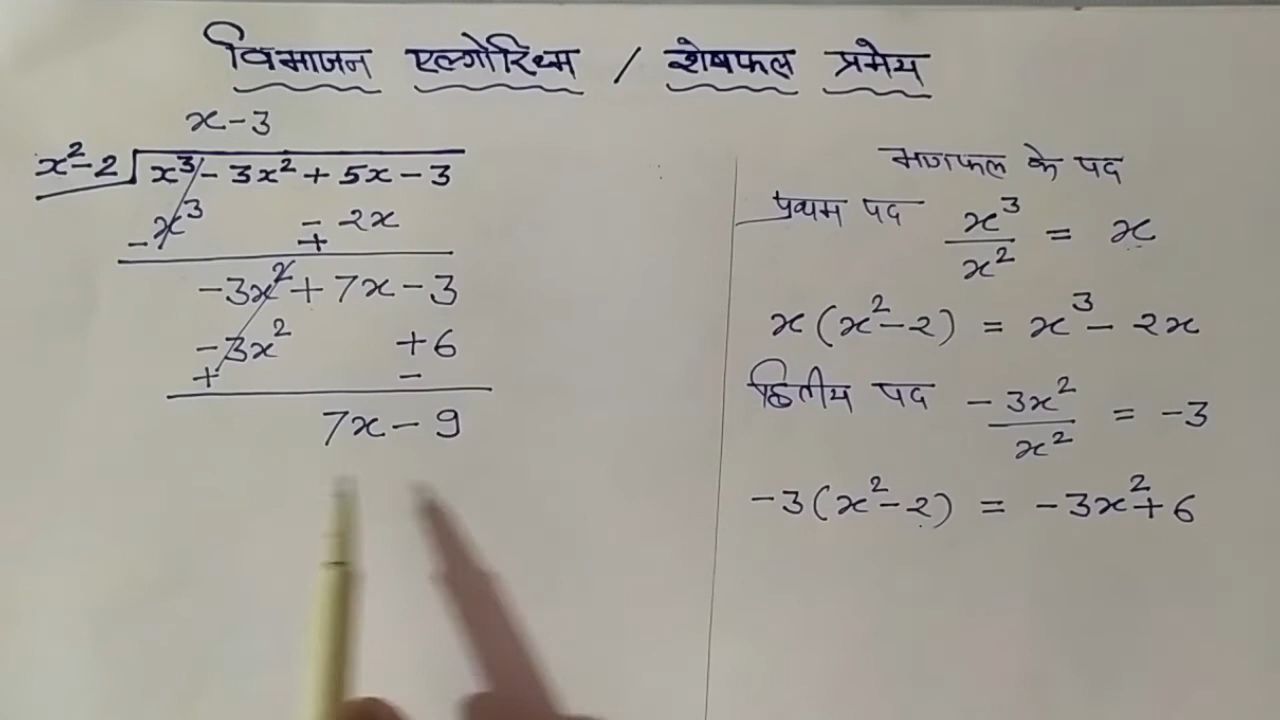 विभाजन एल्गोरिथ्म / शेषफल प्रमेय
x-3
x²-2 ) x³ - 3x² + 5x - 3
x³ - 2x
- +
-3x² + 7x - 3
-3x² + 6
+ -
7x - 9
भागफल के पद
प्रथम पद x³/x² = x
x(x²-2) = x³ - 2x
द्वितीय पद -3x²/x² = -3
-3(x²-2) = -3x²+6